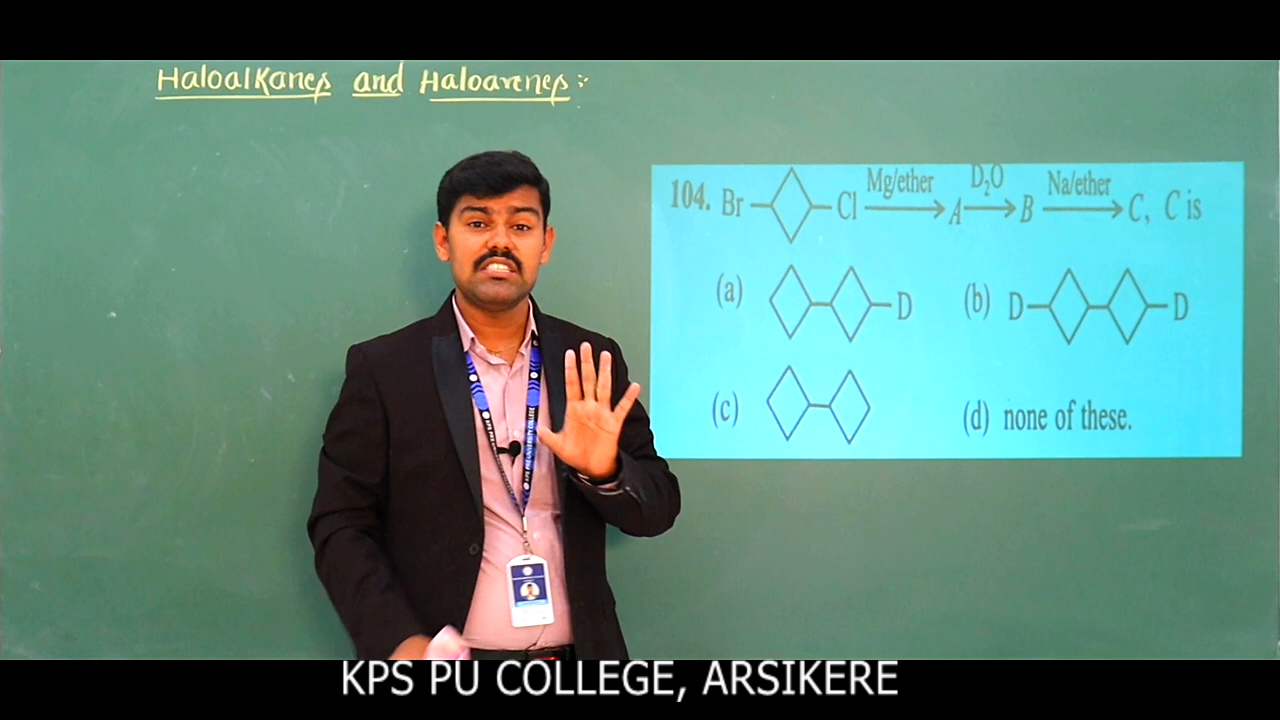 Haloalkanes and Haloarenes :-
104. Br Cl Mg/ether A D₂O B Na/ether C, C is
(a) D (b) D D
(c) (d) none of these.
KPS PU COLLEGE, ARSIKERE